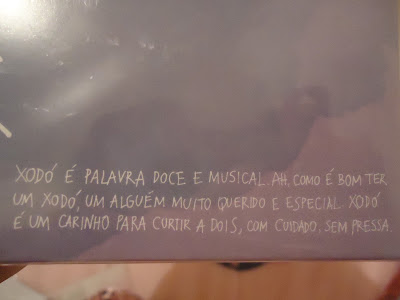 XODÓ É PALAVRA DOCE E MUSICAL. AH, COMO É BOM TER
UM XODÓ, UM ALGUÉM MUITO QUERIDO E ESPECIAL. XODÓ
É UM CARINHO PARA CURTIR A DOIS, COM CUIDADO. SEM PRESSA.